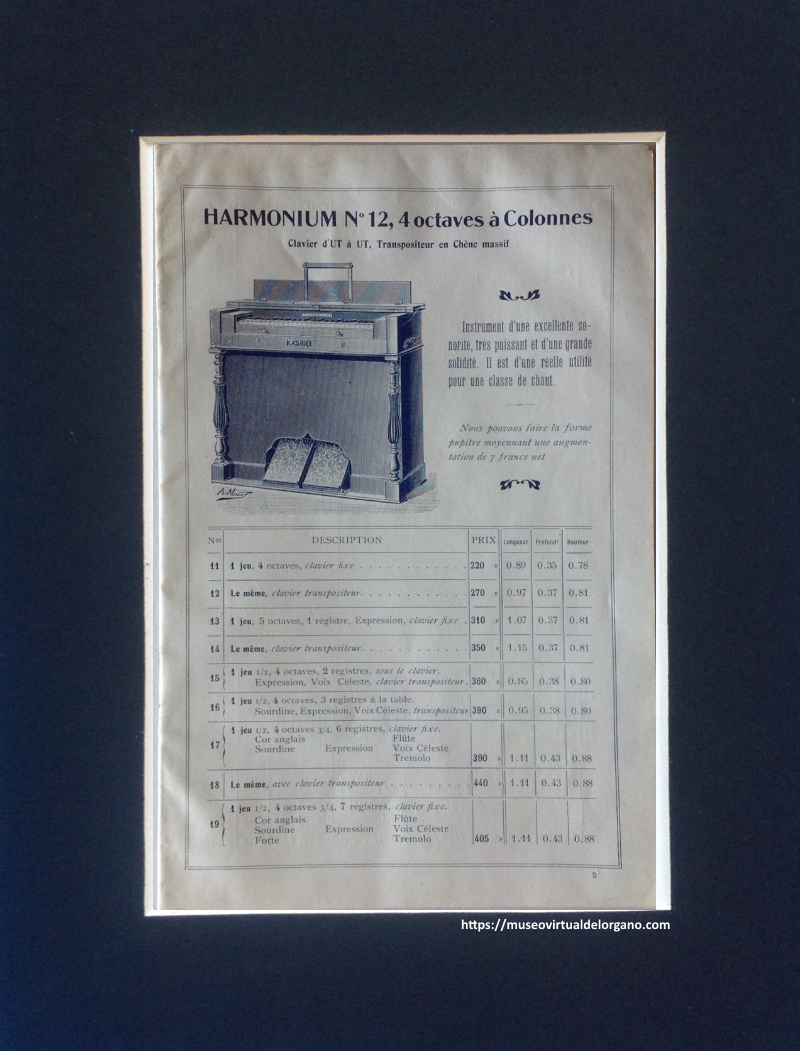 HARMONIUM Nº 12, 4 octaves à Colonnes
Clavier d'UT à UT, Transpositeur en Chêne massif
KASRIEL
Instrument d'une excellente so-
norité, très puissant et d'une grande
solidité. Il est d'une réelle utilité
pour une classe de chant.
Nous pouvons faire la forme
pupitre moyennant une augmen-
tation de 7 francs net.
Nos DESCRIPTION PRIX Longueur Profondr Hauteur
11 1 jeu, 4 octaves, clavier fixe . . . . . . . . . . . . 220 » 0.89 0.35 0.78
12 Le même, clavier transpositeur. . . . . . . . . . . . 270 » 0.97 0.37 0.81
13 1 jeu, 5 octaves, 1 registre, Expression, clavier fixe . 310 » 1.07 0.37 0.81
14 Le même, clavier transpositeur. . . . . . . . . . . . 350 » 1.15 0.37 0.81
15 1 jeu 1/2, 4 octaves, 2 registres, sous le clavier.
Expression, Voix Céleste, clavier transpositeur. 360 » 0.95 0.38 0.80
16 1 jeu 1/2, 4 octaves, 3 registres à la table.
Sourdine, Expression, Voix Céleste, transpositeur 390 » 0.95 0.38 0.80
17 1 jeu 1/2, 4 octaves 3/4, 6 registres, clavier fixe.
Cor anglais Flûte
Sourdine Expression Voix Céleste
Tremolo 390 » 1.11 0.43 0.88
18 Le même, avec clavier transpositeur . . . . . . . . . 440 » 1.11 0.43 0.88
19 1 jeu 1/2, 4 octaves 3/4, 7 registres, clavier fixe.
Cor anglais Flûte
Sourdine Expression Voix Céleste
Forte Tremolo 405 » 1.11 0.43 0.88
https://museovirtualdelorgano.com